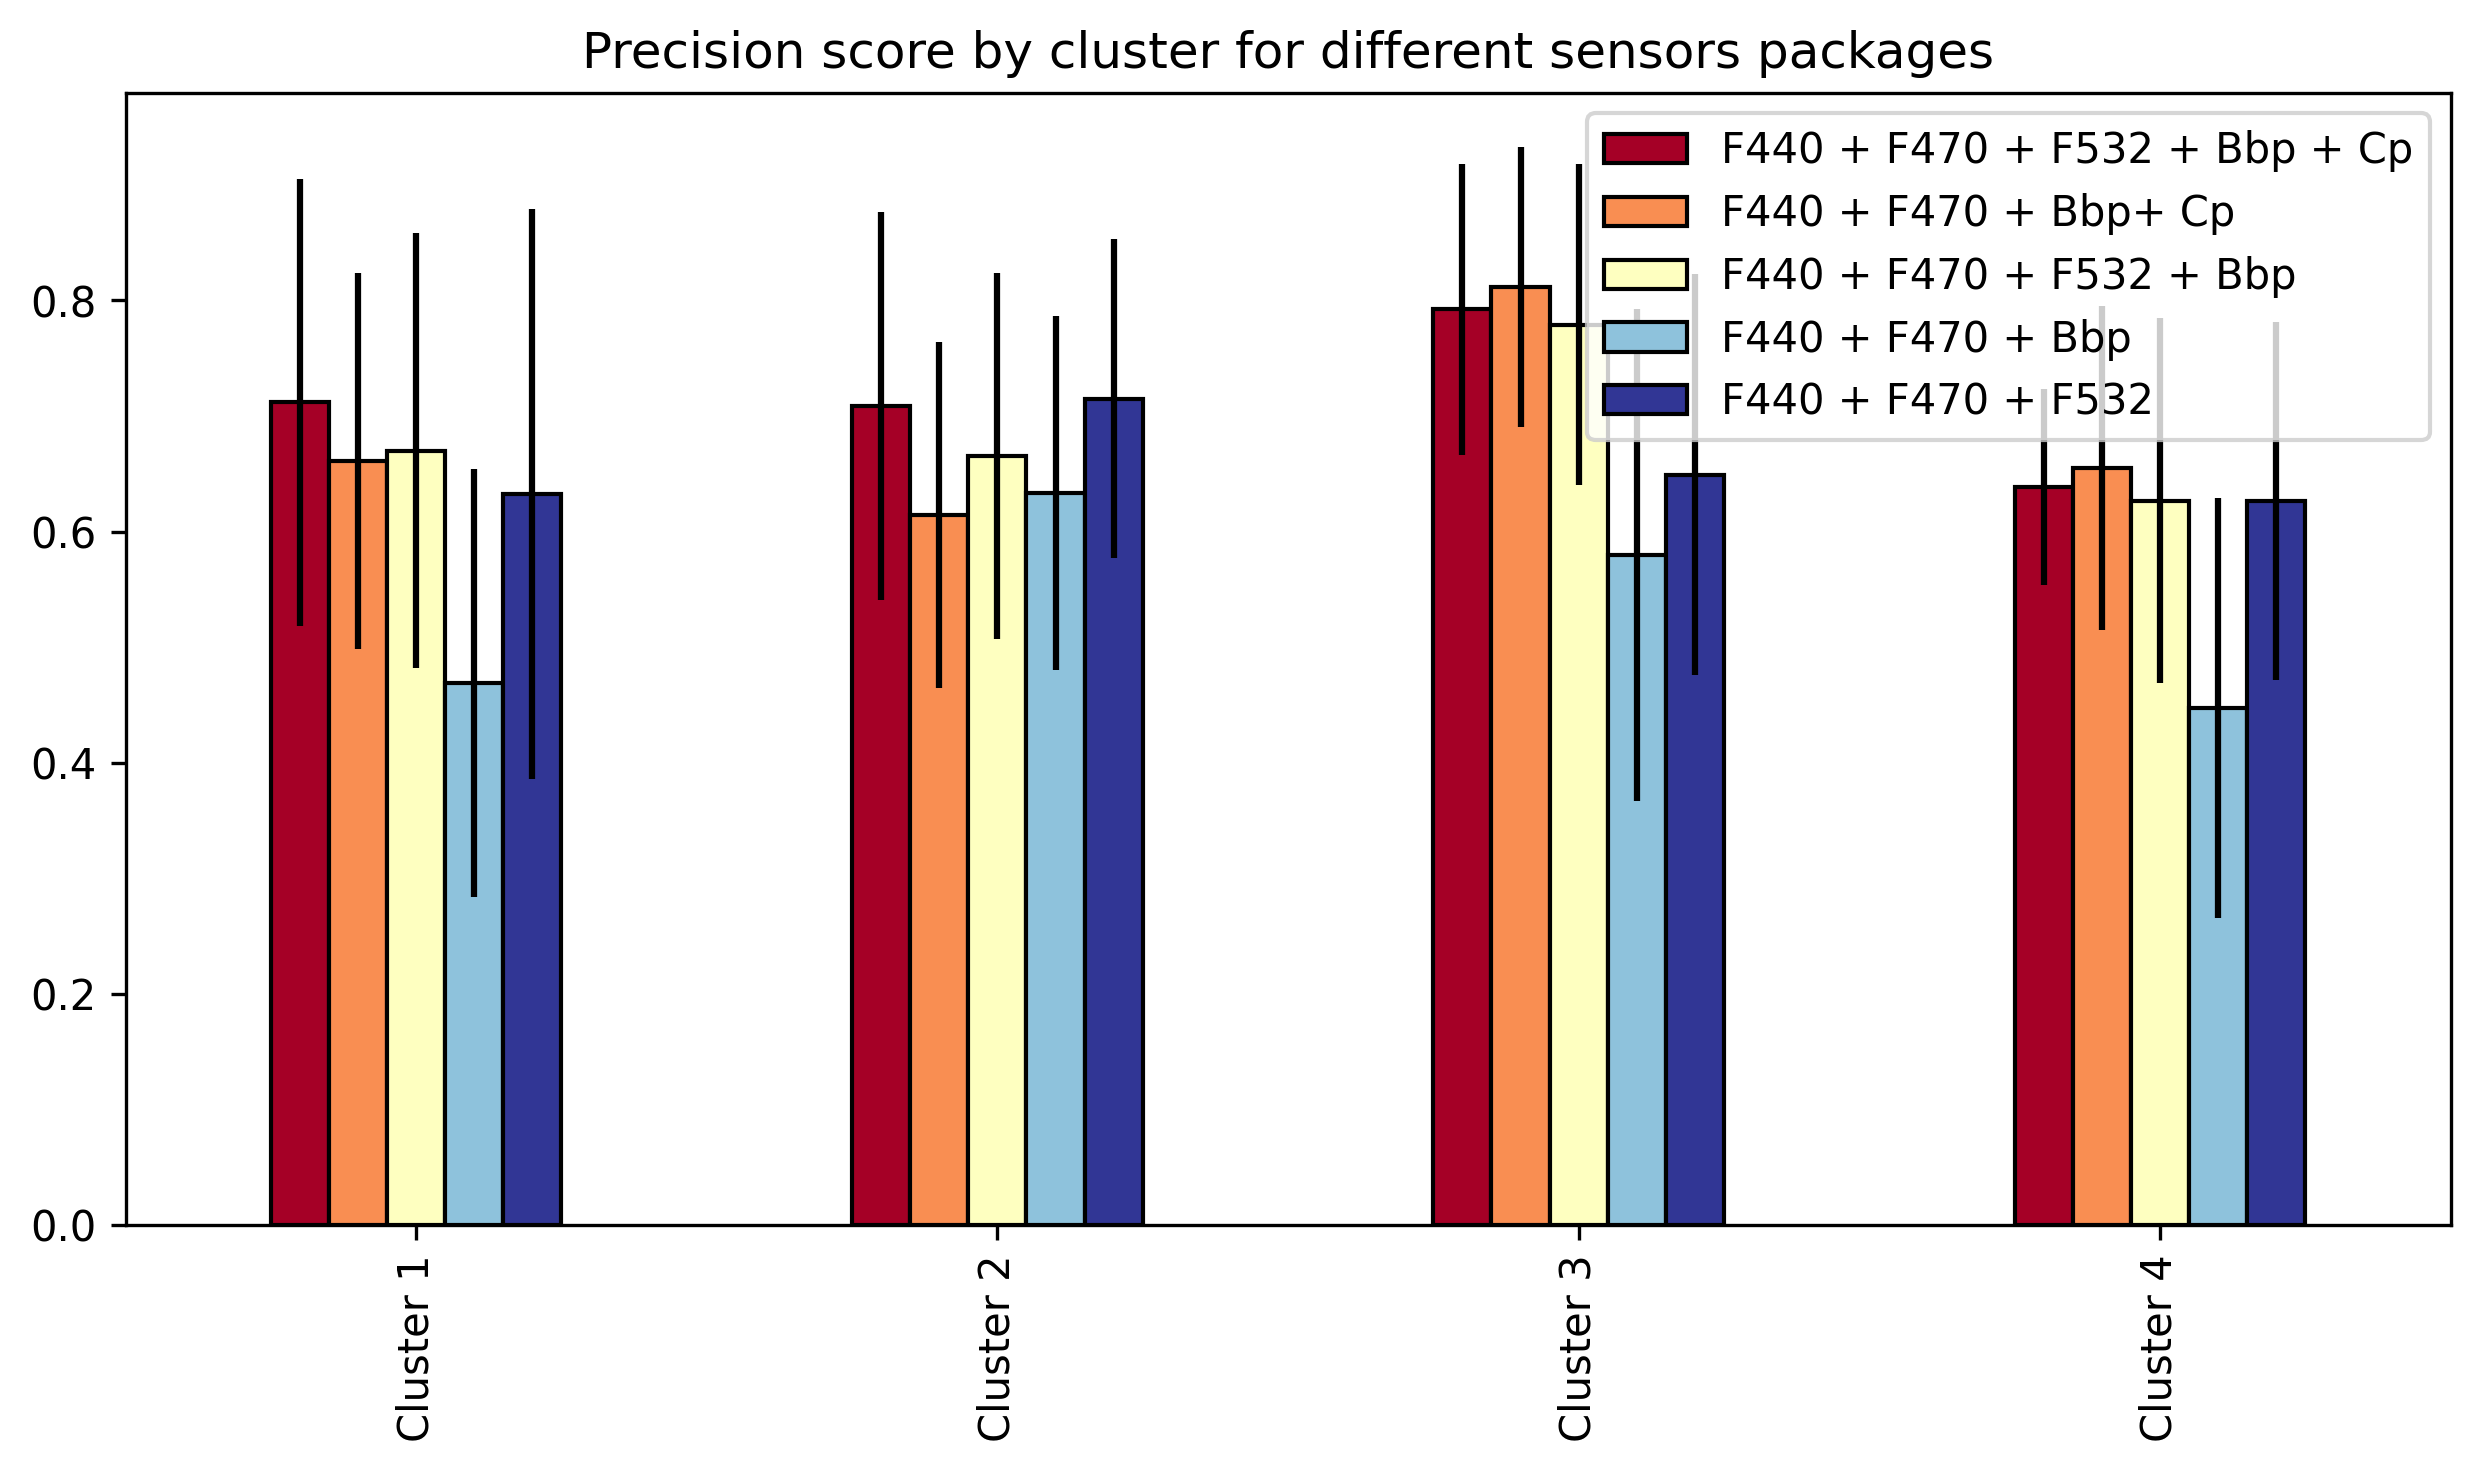 Precision score by cluster for different sensors packages
F440 + F470 + F532 + Bbp + Cp
F440 + F470 + Bbp+ Cp
F440 + F470 + F532 + Bbp
F440 + F470 + Bbp
F440 + F470 + F532
0.8
0.6
0.4
0.2
0.0
Cluster 1
Cluster 2
Cluster 3
Cluster 4